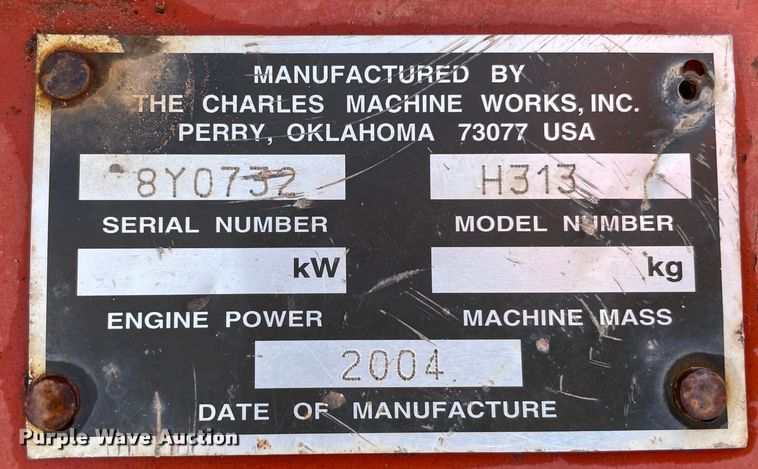 MANUFACTURED BY
THE CHARLES MACHINE WORKS, INC.
PERRY, OKLAHOMA 73077 USA
8Y0732 H313
SERIAL NUMBER MODEL NUMBER
kW kg
ENGINE POWER MACHINE MASS
2004
DATE OF MANUFACTURE
Purple Wave Auction